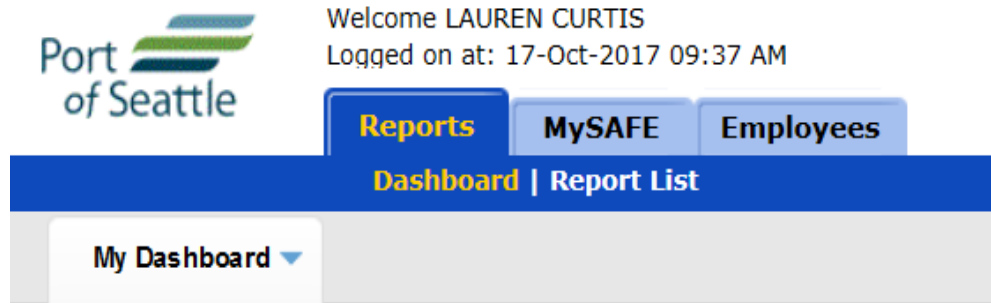 Port
of Seattle
Welcome LAUREN CURTIS
Logged on at: 17-Oct-2017 09:37 AM
Reports MySAFE Employees
Dashboard | Report List
My Dashboard